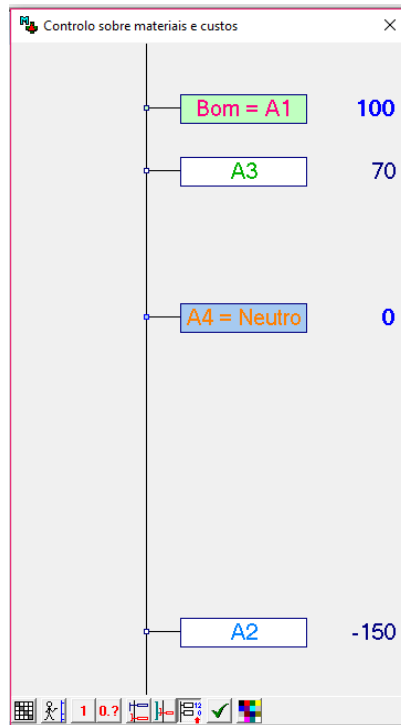 Controlo sobre materiais e custos
Bom = A1 100
A3 70
A4 = Neutro 0
A2 -150
1 0.?